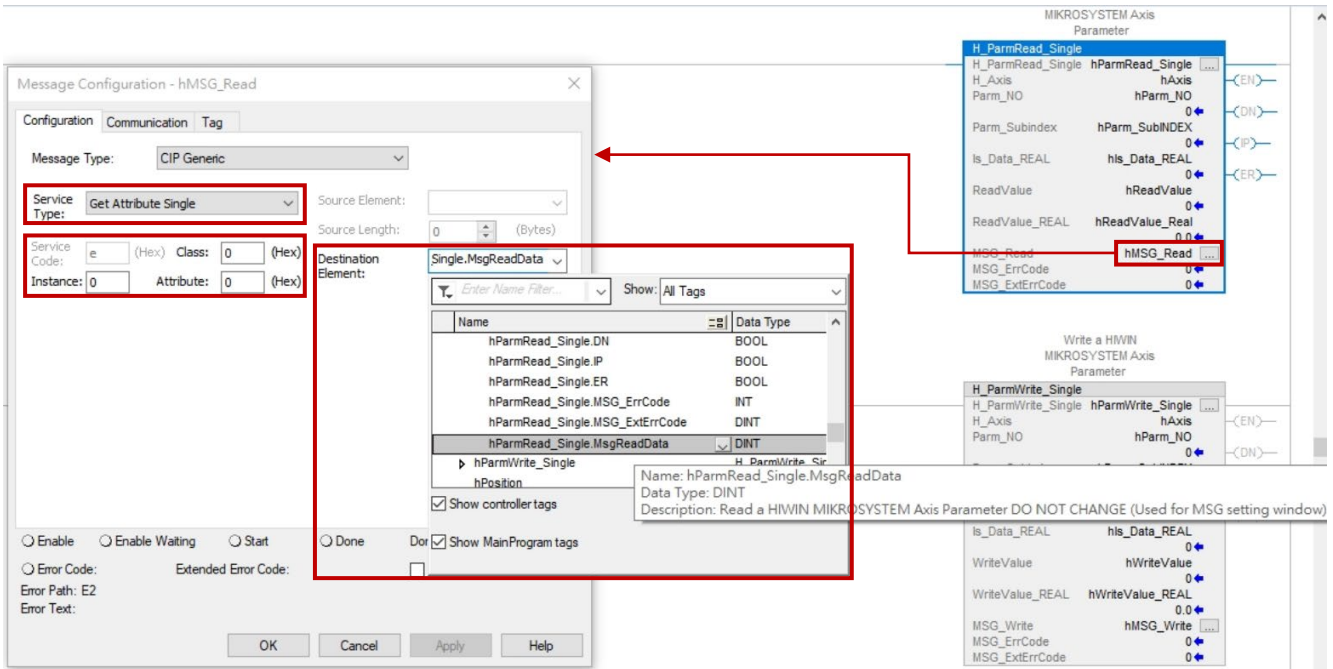 MIKROSYSTEM Axis
Parameter
H_ParmRead_Single
H_ParmRead_Single hParmRead_Single ...
H_Axis hAxis (EN)
Parm_NO hParm_NO
0 (DN)
Parm_Subindex hParm_SubINDEX
0 (IP)
Is_Data_REAL hIs_Data_REAL
0 (ER)
ReadValue hReadValue
0
ReadValue_REAL hReadValue_Real
0.0
MSG_Read hMSG_Read ...
MSG_ErrCode 0
MSG_ExtErrCode 0
Message Configuration - hMSG_Read
Configuration Communication Tag
Message Type: CIP Generic
Service Type: Get Attribute Single
Service Code: e (Hex) Class: 0 (Hex)
Instance: 0 Attribute: 0 (Hex)
Source Element:
Source Length: 0 (Bytes)
Destination Element: Single.MsgReadData
Enter Name Filter... Show: All Tags
Name Data Type
hParmRead_Single.DN BOOL
hParmRead_Single.IP BOOL
hParmRead_Single.ER BOOL
hParmRead_Single.MSG_ErrCode INT
hParmRead_Single.MSG_ExtErrCode DINT
hParmRead_Single.MsgReadData DINT
hParmWrite_Single H_ParmWrite_Sin
hPosition
Show controller tags
Show MainProgram tags
Name: hParmRead_Single.MsgReadData
Data Type: DINT
Description: Read a HIWIN MIKROSYSTEM Axis Parameter DO NOT CHANGE (Used for MSG setting window)
Enable Enable Waiting Start Done Dor
Error Code: Extended Error Code:
Error Path: E2
Error Text:
OK Cancel Apply Help
Write a HIWIN
MIKROSYSTEM Axis
Parameter
H_ParmWrite_Single
H_ParmWrite_Single hParmWrite_Single ...
H_Axis hAxis (EN)
Parm_NO hParm_NO
0 (DN)
Is_Data_REAL hIs_Data_REAL
0
WriteValue hWriteValue
0
WriteValue_REAL hWriteValue_REAL
0.0
MSG_Write hMSG_Write ...
MSG_ErrCode 0
MSG_ExtErrCode 0